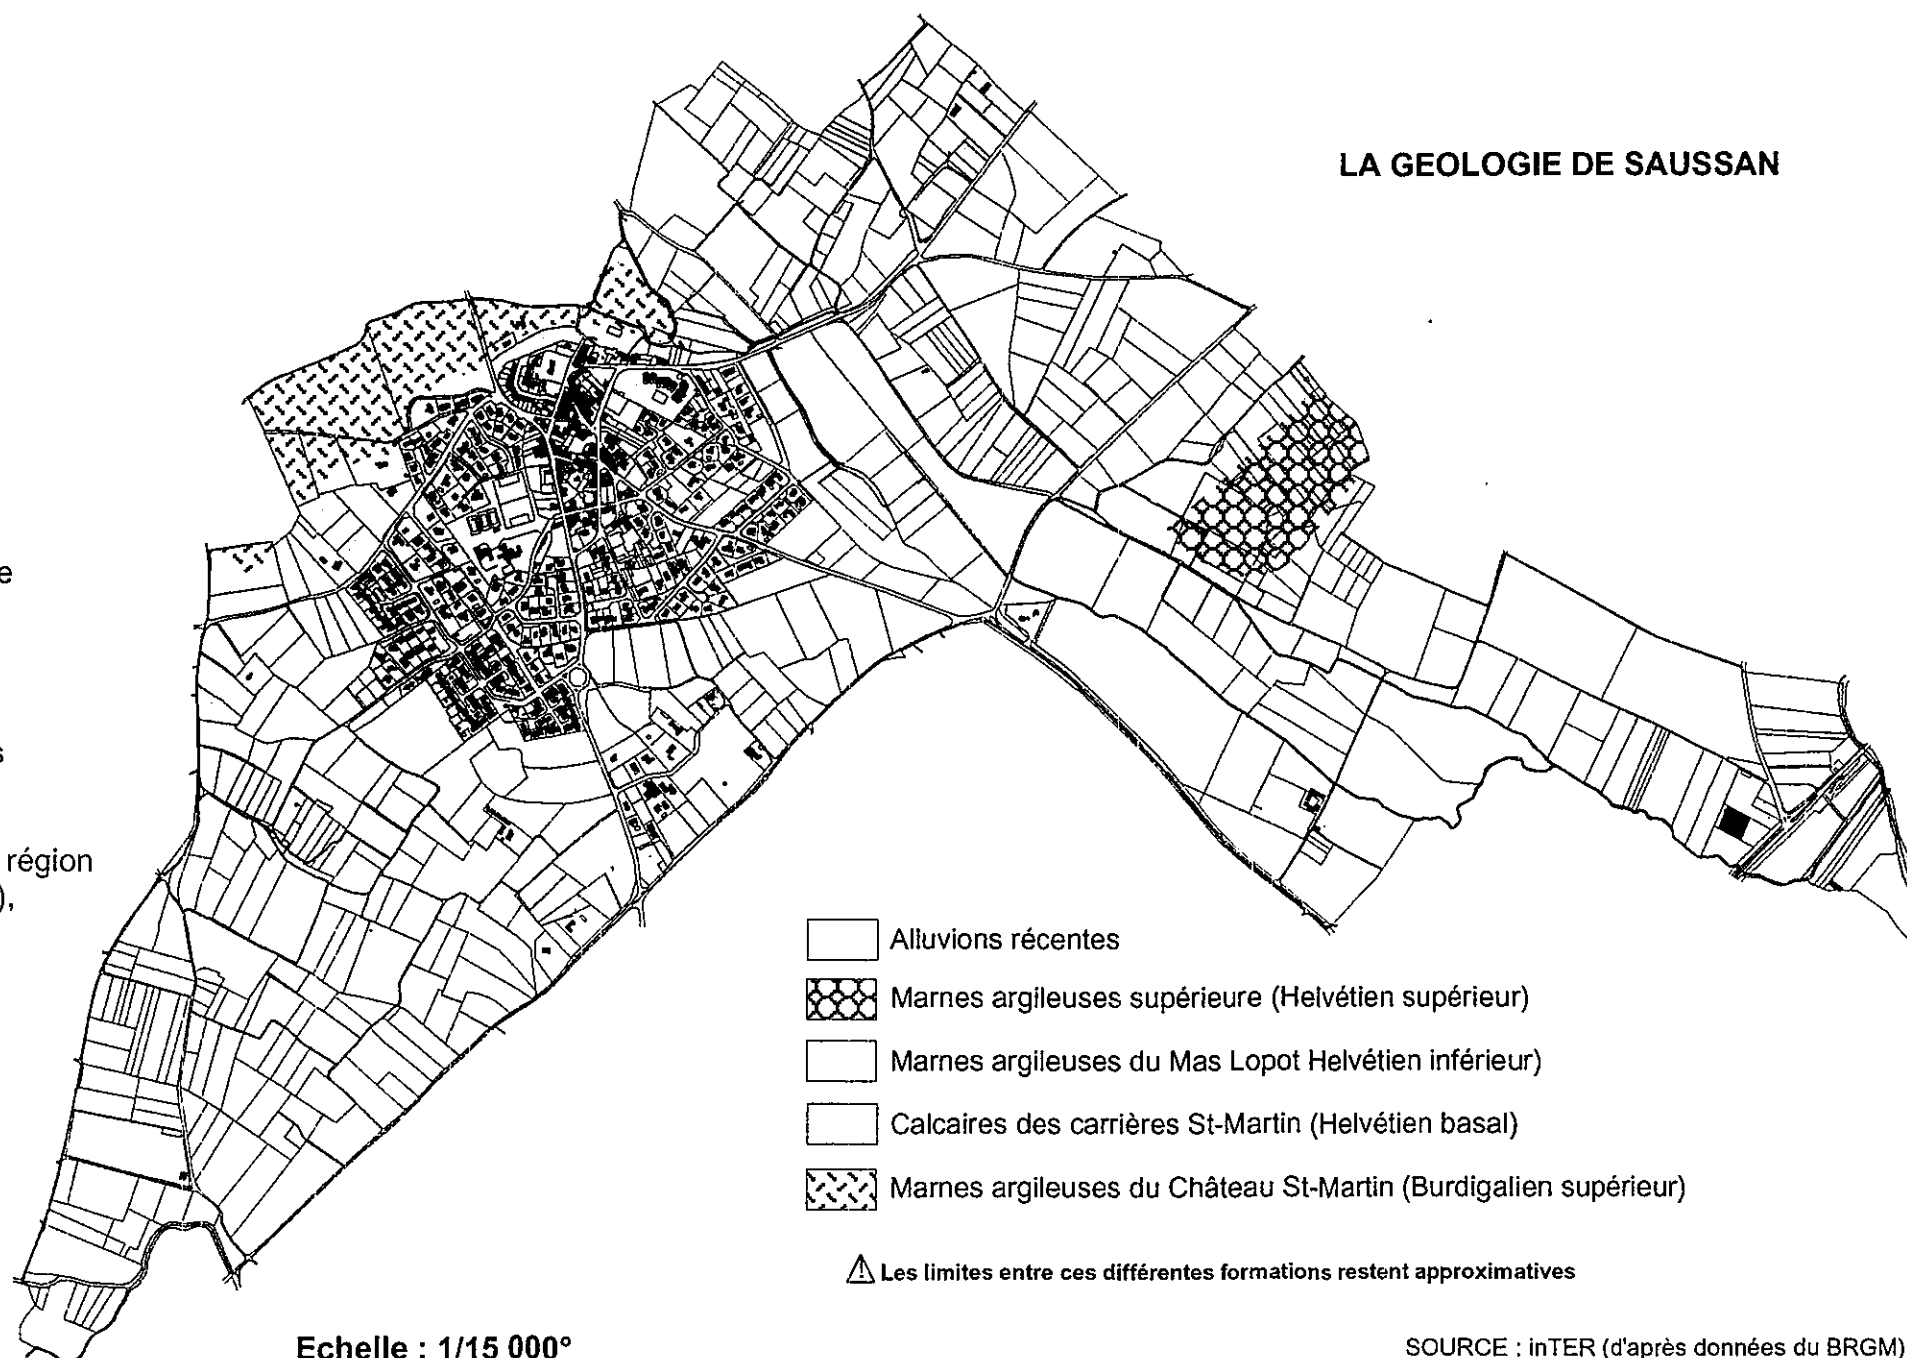 LA GEOLOGIE DE SAUSSAN
e
s
région
),
Alluvions récentes
Marnes argileuses supérieure (Helvétien supérieur)
Marnes argileuses du Mas Lopot Helvétien inférieur)
Calcaires des carrières St-Martin (Helvétien basal)
Marnes argileuses du Château St-Martin (Burdigalien supérieur)
Les limites entre ces différentes formations restent approximatives
Echelle : 1/15 000°
SOURCE : inTER (d'après données du BRGM)